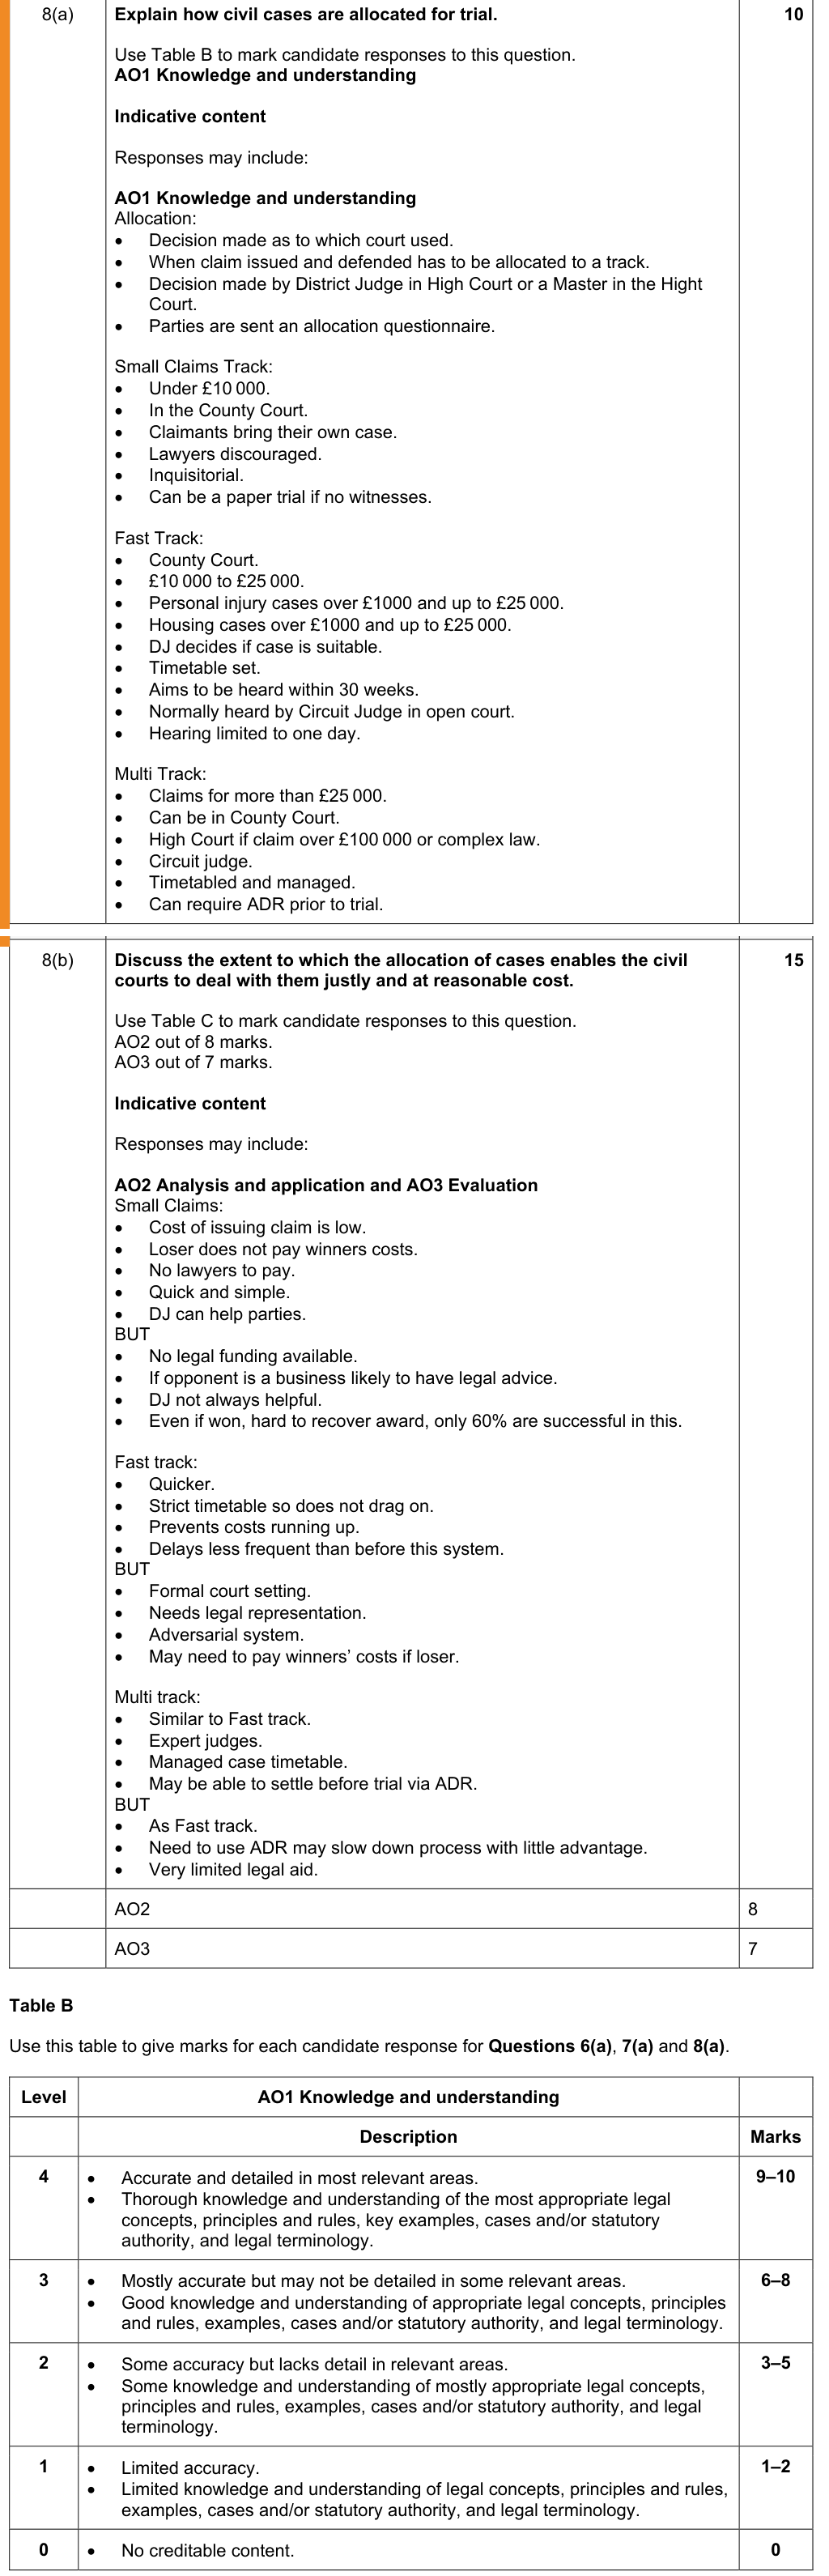 8(a) Explain how civil cases are allocated for trial. 10
Use Table B to mark candidate responses to this question.
AO1 Knowledge and understanding
Indicative content
Responses may include:
AO1 Knowledge and understanding
Allocation:
• Decision made as to which court used.
• When claim issued and defended has to be allocated to a track.
• Decision made by District Judge in High Court or a Master in the Hight
Court.
• Parties are sent an allocation questionnaire.
Small Claims Track:
• Under £10 000.
• In the County Court.
• Claimants bring their own case.
• Lawyers discouraged.
• Inquisitorial.
• Can be a paper trial if no witnesses.
Fast Track:
• County Court.
• £10 000 to £25 000.
• Personal injury cases over £1000 and up to £25 000.
• Housing cases over £1000 and up to £25 000.
• DJ decides if case is suitable.
• Timetable set.
• Aims to be heard within 30 weeks.
• Normally heard by Circuit Judge in open court.
• Hearing limited to one day.
Multi Track:
• Claims for more than £25 000.
• Can be in County Court.
• High Court if claim over £100 000 or complex law.
• Circuit judge.
• Timetabled and managed.
• Can require ADR prior to trial.
8(b) Discuss the extent to which the allocation of cases enables the civil 15
courts to deal with them justly and at reasonable cost.
Use Table C to mark candidate responses to this question.
AO2 out of 8 marks.
AO3 out of 7 marks.
Indicative content
Responses may include:
AO2 Analysis and application and AO3 Evaluation
Small Claims:
• Cost of issuing claim is low.
• Loser does not pay winners costs.
• No lawyers to pay.
• Quick and simple.
• DJ can help parties.
BUT
• No legal funding available.
• If opponent is a business likely to have legal advice.
• DJ not always helpful.
• Even if won, hard to recover award, only 60% are successful in this.
Fast track:
• Quicker.
• Strict timetable so does not drag on.
• Prevents costs running up.
• Delays less frequent than before this system.
BUT
• Formal court setting.
• Needs legal representation.
• Adversarial system.
• May need to pay winners' costs if loser.
Multi track:
• Similar to Fast track.
• Expert judges.
• Managed case timetable.
• May be able to settle before trial via ADR.
BUT
• As Fast track.
• Need to use ADR may slow down process with little advantage.
• Very limited legal aid.
AO2 8
AO3 7
Table B
Use this table to give marks for each candidate response for Questions 6(a), 7(a) and 8(a).
Level AO1 Knowledge and understanding
Description Marks
4 • Accurate and detailed in most relevant areas. 9–10
• Thorough knowledge and understanding of the most appropriate legal
concepts, principles and rules, key examples, cases and/or statutory
authority, and legal terminology.
3 • Mostly accurate but may not be detailed in some relevant areas. 6–8
• Good knowledge and understanding of appropriate legal concepts, principles
and rules, examples, cases and/or statutory authority, and legal terminology.
2 • Some accuracy but lacks detail in relevant areas. 3–5
• Some knowledge and understanding of mostly appropriate legal concepts,
principles and rules, examples, cases and/or statutory authority, and legal
terminology.
1 • Limited accuracy. 1–2
• Limited knowledge and understanding of legal concepts, principles and rules,
examples, cases and/or statutory authority, and legal terminology.
0 • No creditable content. 0